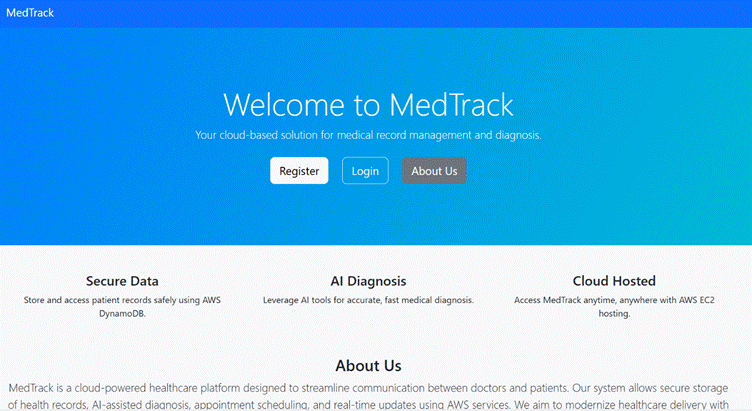 MedTrack
Welcome to MedTrack
Your cloud-based solution for medical record management and diagnosis.
Register Login About Us
Secure Data
Store and access patient records safely using AWS
DynamoDB.
AI Diagnosis
Leverage AI tools for accurate, fast medical diagnosis.
Cloud Hosted
Access MedTrack anytime, anywhere with AWS EC2
hosting.
About Us
MedTrack is a cloud-powered healthcare platform designed to streamline communication between doctors and patients. Our system allows secure storage
of health records, AI-assisted diagnosis, appointment scheduling, and real-time updates using AWS services. We aim to modernize healthcare delivery with